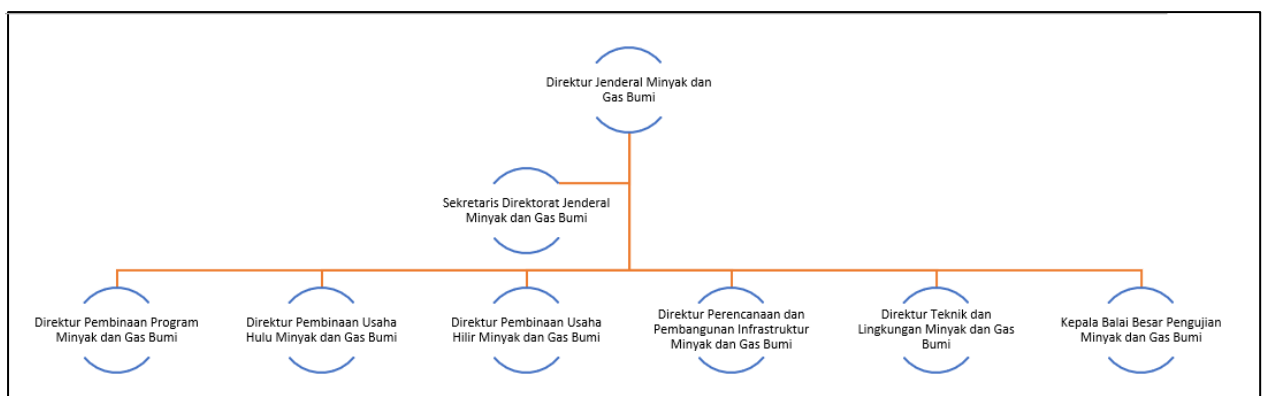 Direktur Jenderal Minyak dan
Gas Bumi
Sekretaris Direktorat Jenderal
Minyak dan Gas Bumi
Direktur Pembinaan Program
Minyak dan Gas Bumi
Direktur Pembinaan Usaha
Hulu Minyak dan Gas Bumi
Direktur Pembinaan Usaha
Hilir Minyak dan Gas Bumi
Direktur Perencanaan dan
Pembangunan Infrastruktur
Minyak dan Gas Bumi
Direktur Teknik dan
Lingkungan Minyak dan Gas
Bumi
Kepala Balai Besar Pengujian
Minyak dan Gas Bumi